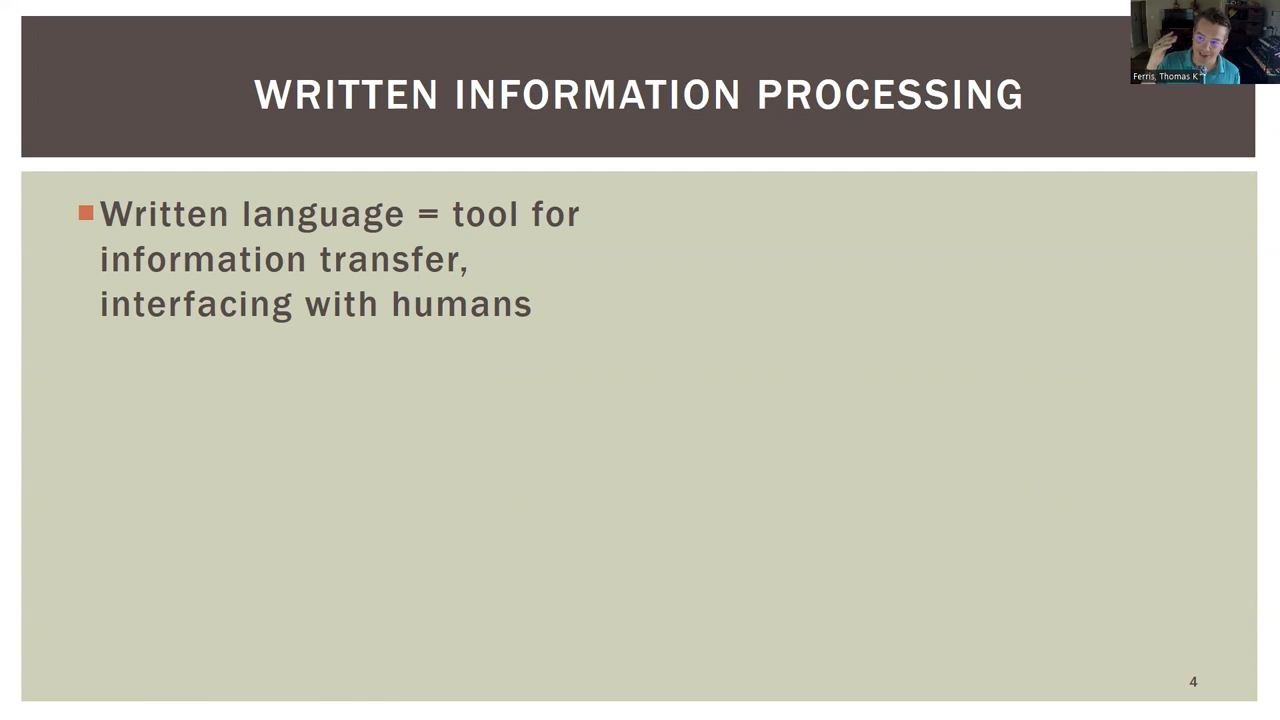 WRITTEN INFORMATION PROCESSING
Ferris, Thomas K
Written language = tool for
information transfer,
interfacing with humans
4